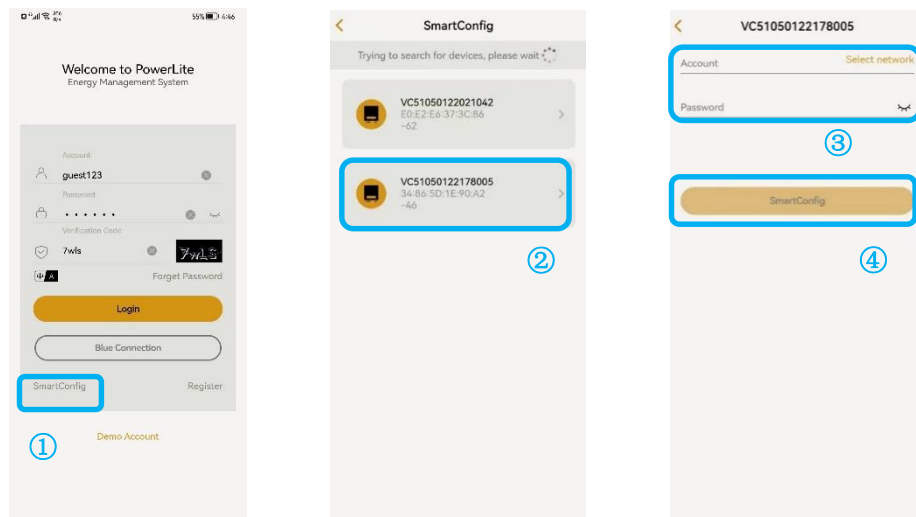 55% 4:46
Welcome to PowerLite
Energy Management System
Account
guest123
Password
••••••
Verification Code
7wls
7wLS
中 A
Forget Password
Login
Blue Connection
SmartConfig
Register
①
Demo Account
SmartConfig
Trying to search for devices, please wait
VC51050122021042
E0:E2:E6:37:3C:86
-62
VC51050122178005
34:86:5D:1E:90:A2
-46
②
VC51050122178005
Account
Select network
Password
③
SmartConfig
④